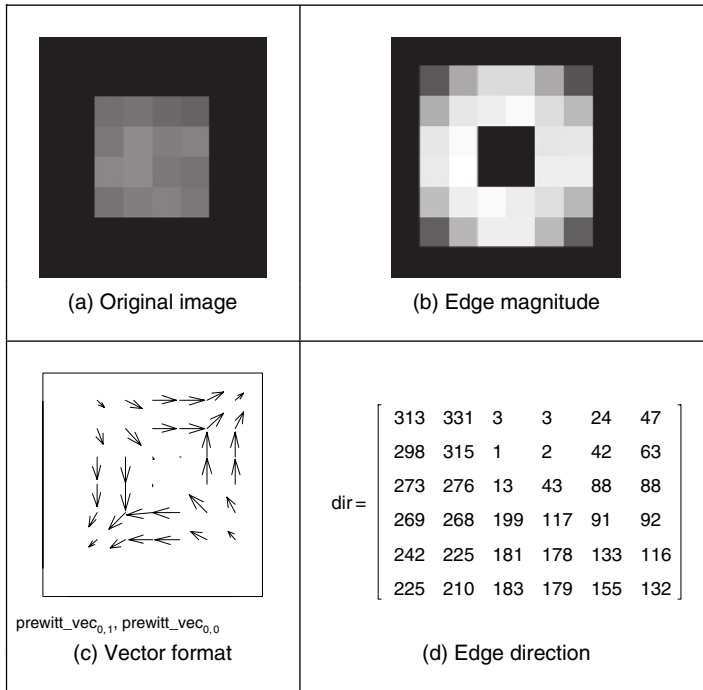 (a) Original image
(b) Edge magnitude
prewitt_vec0,1, prewitt_vec0,0
(c) Vector format
dir =
313 331 3 3 24 47
298 315 1 2 42 63
273 276 13 43 88 88
269 268 199 117 91 92
242 225 181 178 133 116
225 210 183 179 155 132
(d) Edge direction